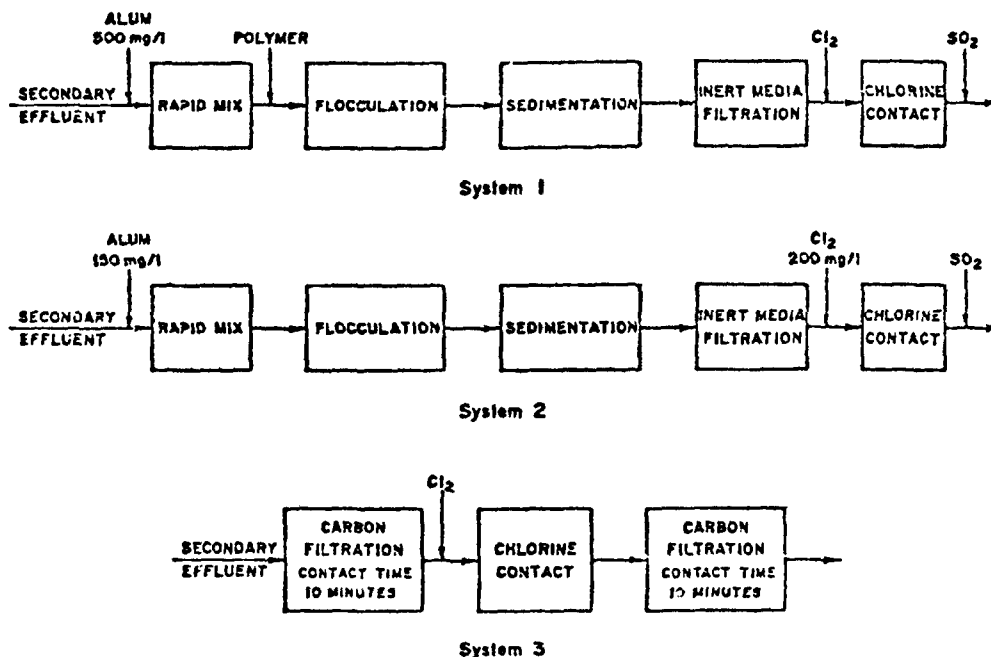 ALUM
500 mg/l
POLYMER
Cl2
SO2
SECONDARY
EFFLUENT
RAPID MIX
FLOCCULATION
SEDIMENTATION
INERT MEDIA
FILTRATION
CHLORINE
CONTACT
System 1
ALUM
150 mg/l
Cl2
200 mg/l
SO2
SECONDARY
EFFLUENT
RAPID MIX
FLOCCULATION
SEDIMENTATION
INERT MEDIA
FILTRATION
CHLORINE
CONTACT
System 2
Cl2
SECONDARY
EFFLUENT
CARBON
FILTRATION
CONTACT TIME
10 MINUTES
CHLORINE
CONTACT
CARBON
FILTRATION
CONTACT TIME
10 MINUTES
System 3